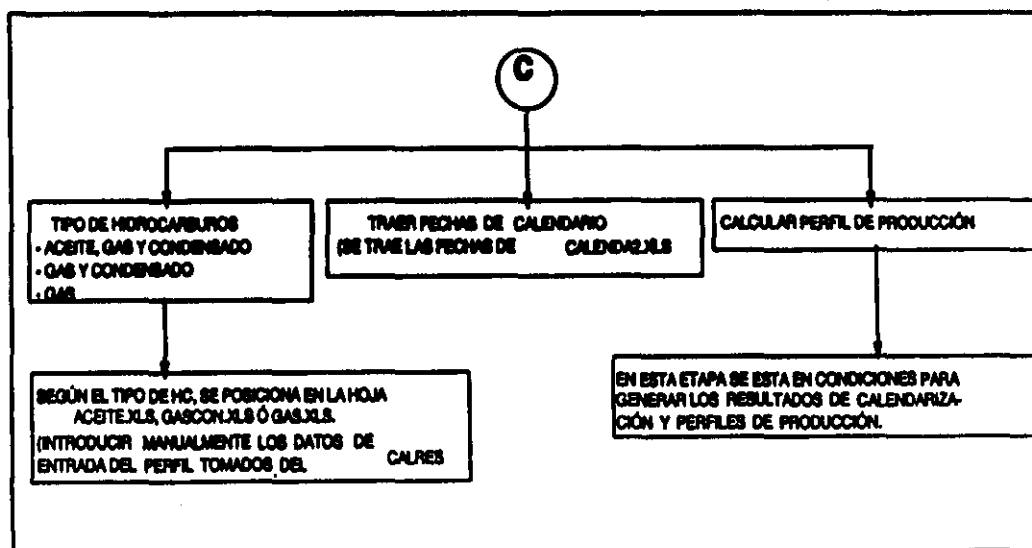 C
TIPO DE HIDROCARBUROS
- ACEITE, GAS Y CONDENSADO
- GAS Y CONDENSADO
- GAS
TRAER FECHAS DE CALENDARIO
(SE TRAE LAS FECHAS DE CALENDA2.XLS
CALCULAR PERFIL DE PRODUCCIÓN
SEGÚN EL TIPO DE HC, SE POSICIONA EN LA HOJA
ACEITE.XLS, GASCON.XLS Ó GAS.XLS.
(INTRODUCIR MANUALMENTE LOS DATOS DE
ENTRADA DEL PERFIL TOMADOS DEL CALRES
EN ESTA ETAPA SE ESTA EN CONDICIONES PARA
GENERAR LOS RESULTADOS DE CALENDARIZA-
CIÓN Y PERFILES DE PRODUCCIÓN.